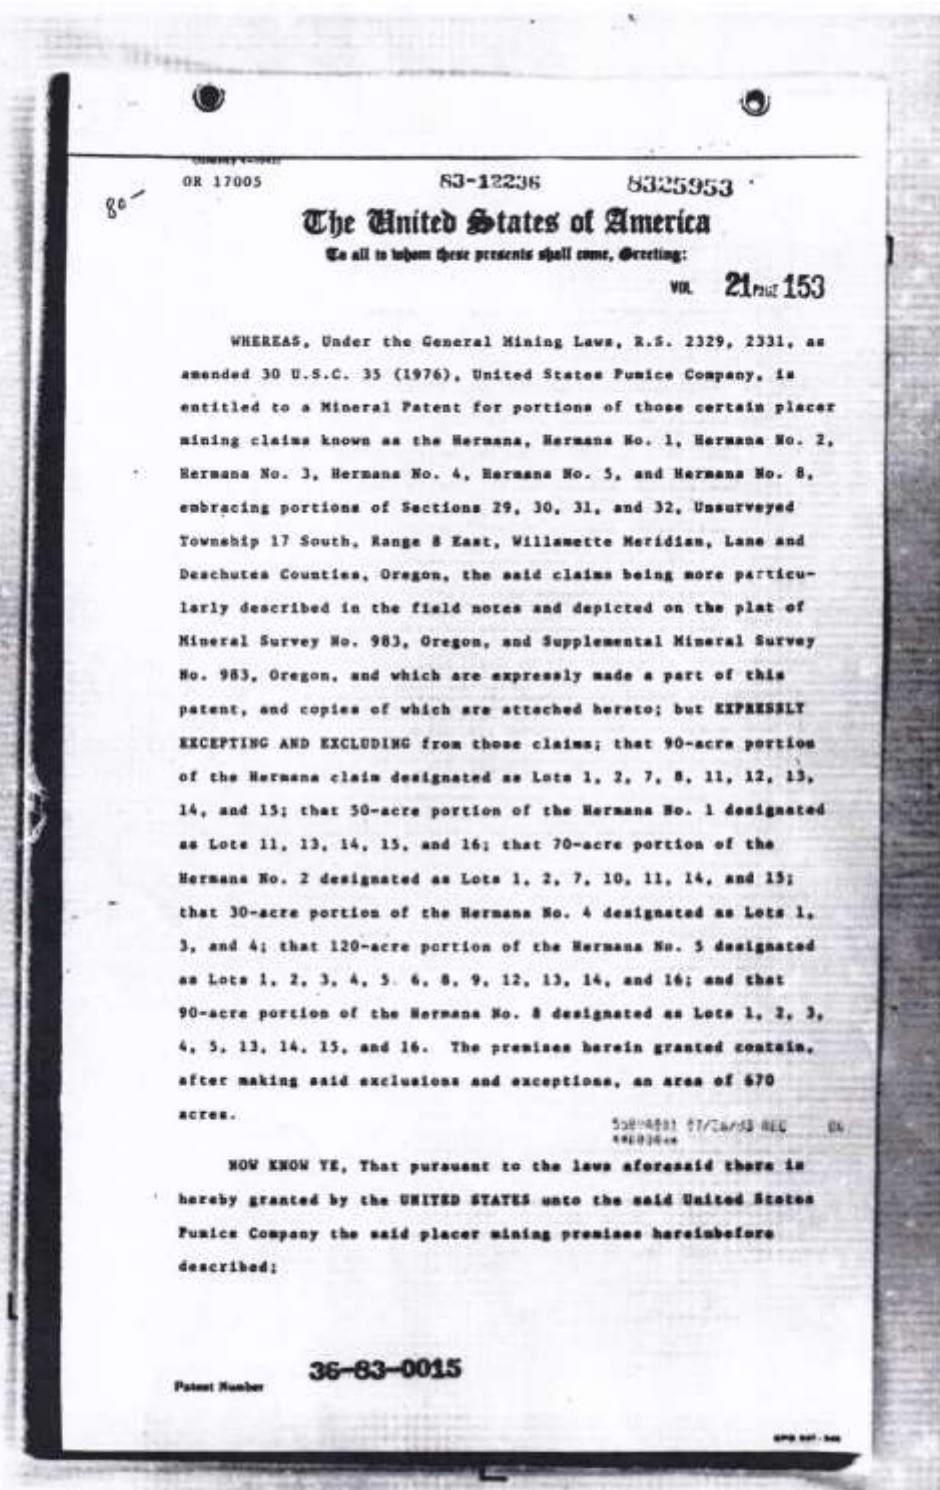 OR 17005 83-12236 8325953
80-
The United States of America
To all to whom these presents shall come, Greeting:
VOL 21 PAGE 153
WHEREAS, Under the General Mining Laws, R.S. 2329, 2331, as
amended 30 U.S.C. 35 (1976), United States Pumice Company, is
entitled to a Mineral Patent for portions of those certain placer
mining claims known as the Hermana, Hermana No. 1, Hermana No. 2,
Hermana No. 3, Hermana No. 4, Hermana No. 5, and Hermana No. 8,
embracing portions of Sections 29, 30, 31, and 32, Unsurveyed
Township 17 South, Range 8 East, Willamette Meridian, Lane and
Deschutes Counties, Oregon, the said claims being more particu-
larly described in the field notes and depicted on the plat of
Mineral Survey No. 983, Oregon, and Supplemental Mineral Survey
No. 983, Oregon, and which are expressly made a part of this
patent, and copies of which are attached hereto; but EXPRESSLY
EXCEPTING AND EXCLUDING from those claims; that 90-acre portion
of the Hermana claim designated as Lots 1, 2, 7, 8, 11, 12, 13,
14, and 15; that 50-acre portion of the Hermana No. 1 designated
as Lots 11, 13, 14, 15, and 16; that 70-acre portion of the
Hermana No. 2 designated as Lots 1, 2, 7, 10, 11, 14, and 15;
that 30-acre portion of the Hermana No. 4 designated as Lots 1,
3, and 4; that 120-acre portion of the Hermana No. 5 designated
as Lots 1, 2, 3, 4, 5. 6, 8, 9, 12, 13, 14, and 16; and that
90-acre portion of the Hermana No. 8 designated as Lots 1, 2, 3,
4, 5, 13, 14, 15, and 16. The premises herein granted contain,
after making said exclusions and exceptions, an area of 670
acres.
NOW KNOW YE, That pursuant to the laws aforesaid there is
hereby granted by the UNITED STATES unto the said United States
Pumice Company the said placer mining premises hereinbefore
described;
Patent Number 36-83-0015